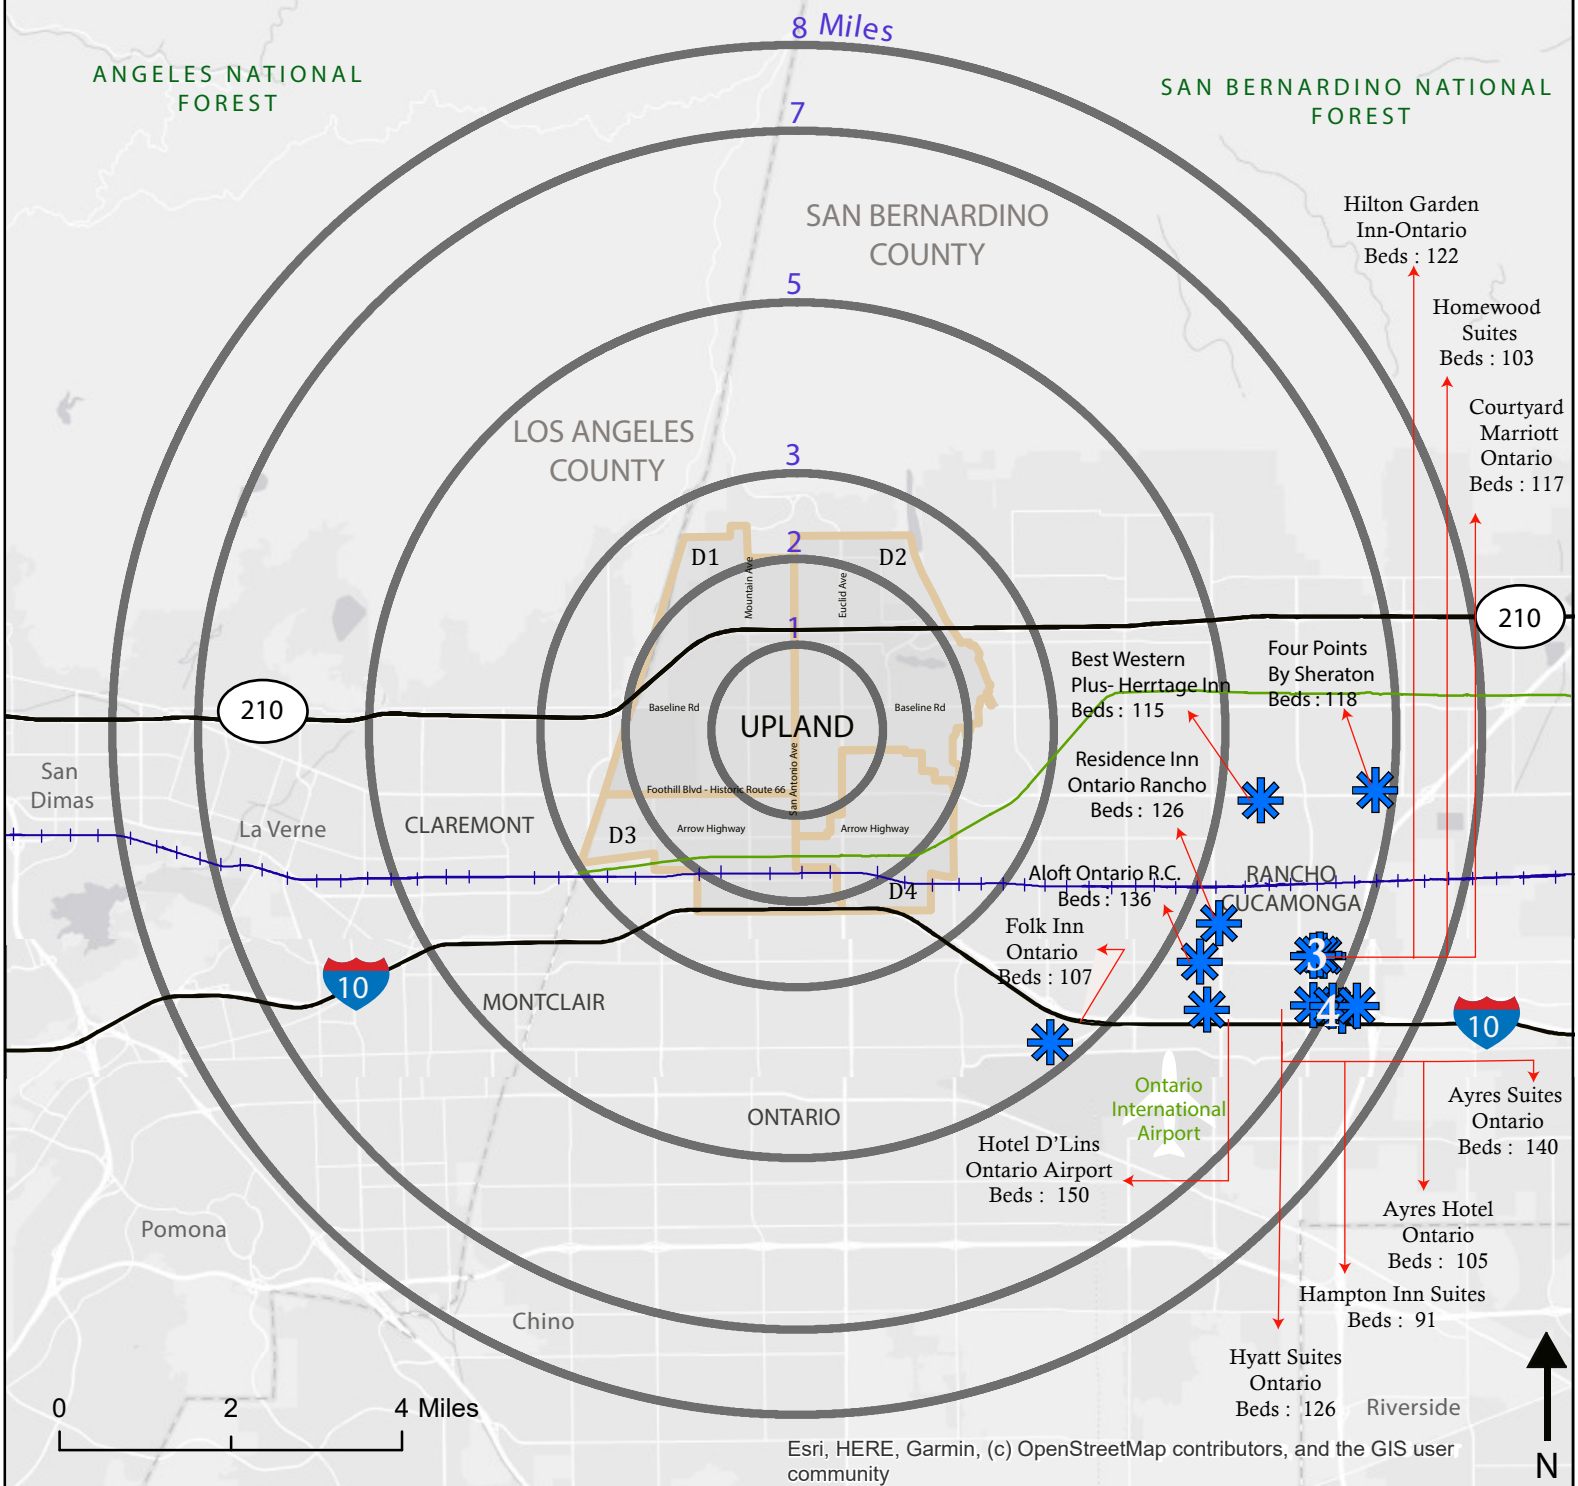 8 Miles
ANGELES NATIONAL
FOREST
SAN BERNARDINO NATIONAL
FOREST
7
SAN BERNARDINO
COUNTY
Hilton Garden
Inn-Ontario
Beds : 122
5
Homewood
Suites
Beds : 103
Courtyard
Marriott
Ontario
Beds : 117
LOS ANGELES
COUNTY
3
2
D1
D2
Mountain Ave
Euclid Ave
1
210
210
Best Western
Plus- Herrtage Inn
Beds : 115
Four Points
By Sheraton
Beds : 118
Baseline Rd
Baseline Rd
UPLAND
San Antonio Ave
Residence Inn
Ontario Rancho
Beds : 126
San
Dimas
Foothill Blvd - Historic Route 66
La Verne
CLAREMONT
D3
Arrow Highway
Arrow Highway
Aloft Ontario R.C.
Beds : 136
RANCHO
CUCAMONGA
D4
Folk Inn
Ontario
Beds : 107
3
10
MONTCLAIR
4
10
Ontario
International
Airport
ONTARIO
Ayres Suites
Ontario
Beds : 140
Hotel D'Lins
Ontario Airport
Beds : 150
Pomona
Ayres Hotel
Ontario
Beds : 105
Hampton Inn Suites
Beds : 91
Chino
Hyatt Suites
Ontario
Beds : 126
Riverside
0 2 4 Miles
N
Esri, HERE, Garmin, (c) OpenStreetMap contributors, and the GIS user
community